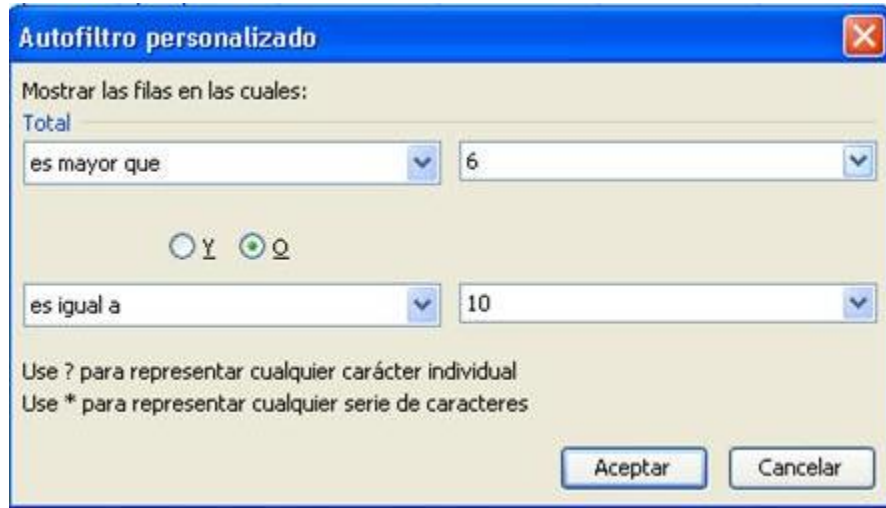 Autofiltro personalizado
Mostrar las filas en las cuales:
Total
es mayor que 6
Y O
es igual a 10
Use ? para representar cualquier carácter individual
Use * para representar cualquier serie de caracteres
Aceptar Cancelar